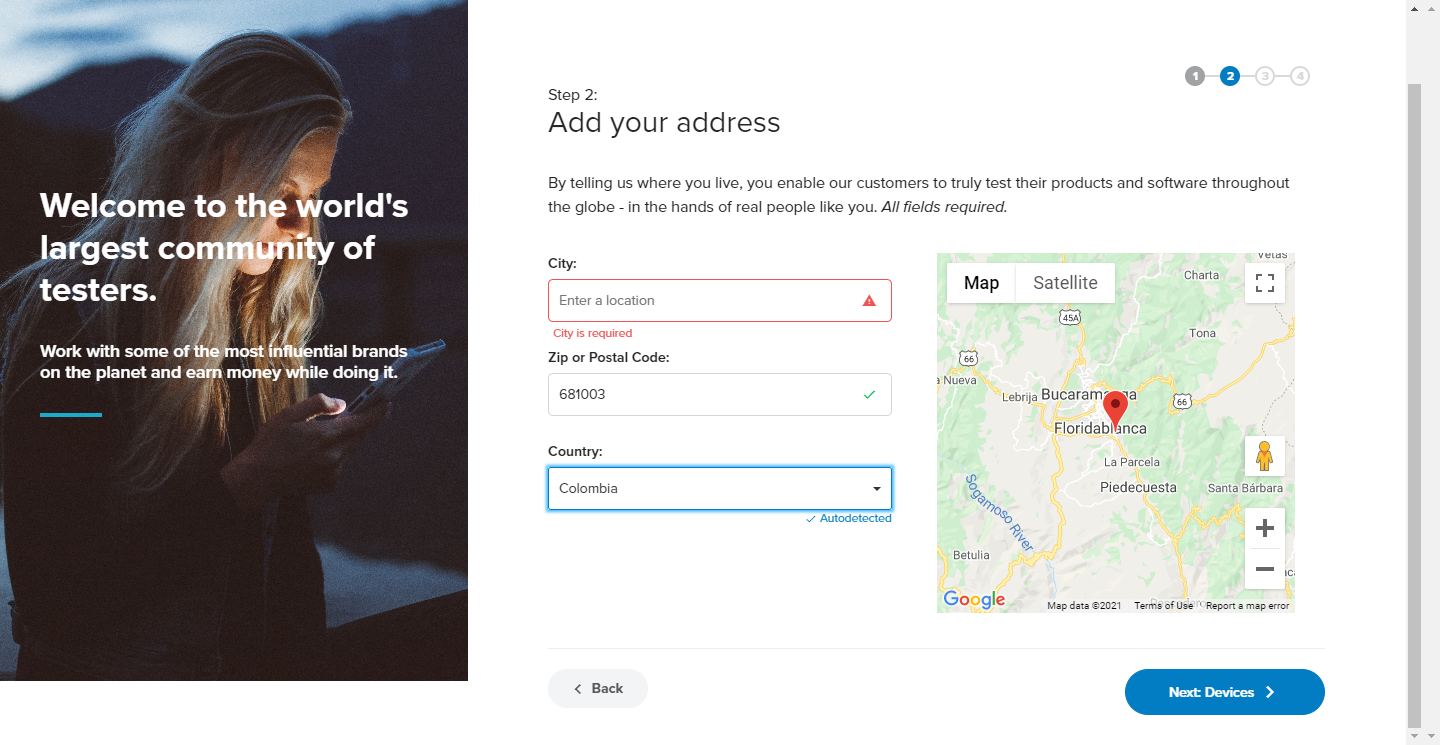 Welcome to the world's
largest community of
testers.
Work with some of the most influential brands
on the planet and earn money while doing it.
1 2 3 4
Step 2:
Add your address
By telling us where you live, you enable our customers to truly test their products and software throughout
the globe - in the hands of real people like you. All fields required.
City:
Enter a location
City is required
Zip or Postal Code:
681003
Country:
Colombia
Autodetected
Map
Satellite
Vetas
Charta
45A
Tona
66
a Nueva
Lebrija
Bucaramanga
66
Floridablanca
La Parcela
Piedecuesta
Santa Bárbara
Sogamoso River
Betulia
Google
Map data ©2021
Terms of Use
Report a map error
Back
Next: Devices